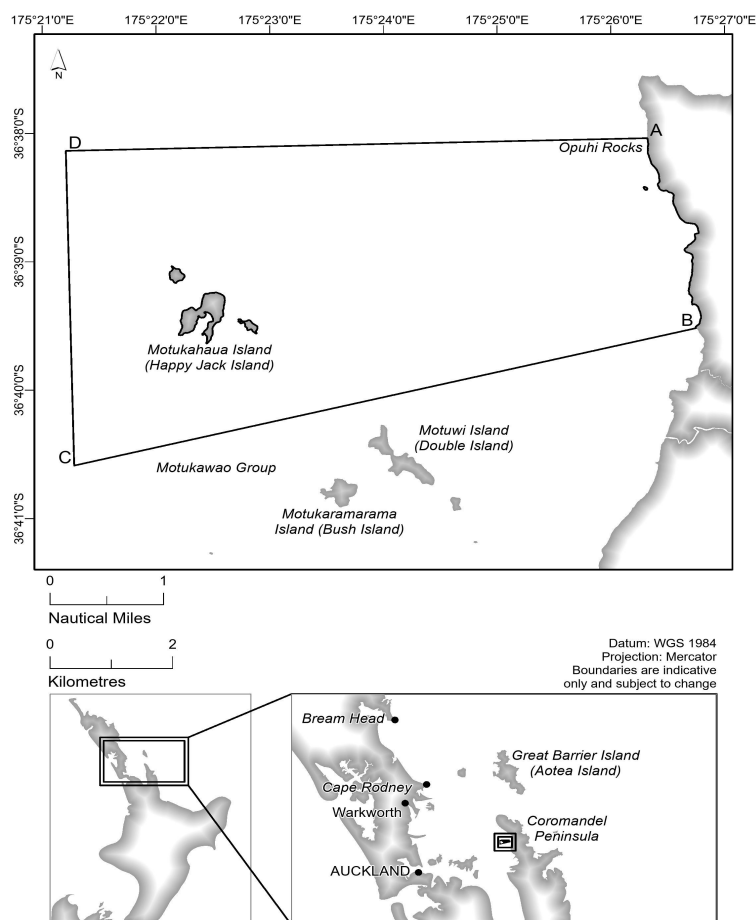 175°21'0"E 175°22'0"E 175°23'0"E 175°24'0"E 175°25'0"E 175°26'0"E 175°27'0"E
N
36°38'0"S
D
A
Opuhi Rocks
36°39'0"S
B
Motukahaua Island
(Happy Jack Island)
36°40'0"S
C
Motukawao Group
Motuwi Island
(Double Island)
Motukaramarama
Island (Bush Island)
36°41'0"S
0 1
Nautical Miles
0 2
Kilometres
Datum: WGS 1984
Projection: Mercator
Boundaries are indicative
only and subject to change
Bream Head
Great Barrier Island
(Aotea Island)
Cape Rodney
Warkworth
Coromandel
Peninsula
AUCKLAND